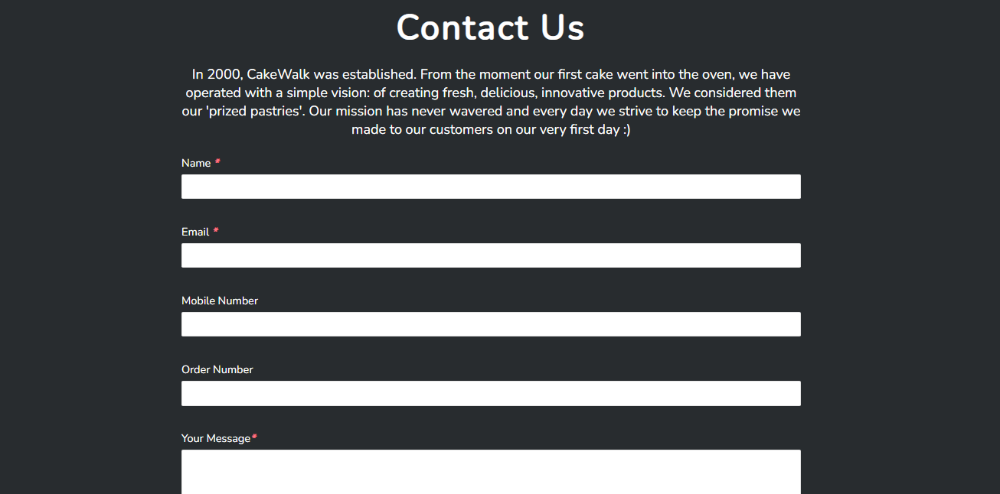 Contact Us
In 2000, CakeWalk was established. From the moment our first cake went into the oven, we have
operated with a simple vision: of creating fresh, delicious, innovative products. We considered them
our 'prized pastries'. Our mission has never wavered and every day we strive to keep the promise we
made to our customers on our very first day :)
Name *
Email *
Mobile Number
Order Number
Your Message*